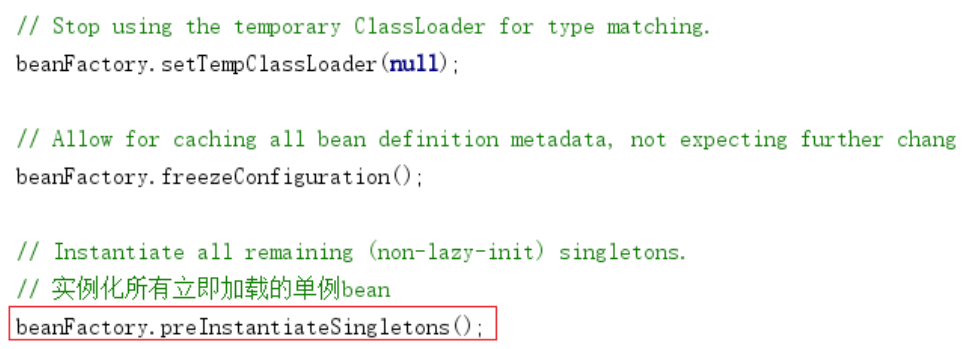 // Stop using the temporary ClassLoader for type matching.
beanFactory.setTempClassLoader(null);
// Allow for caching all bean definition metadata, not expecting further chang
beanFactory.freezeConfiguration();
// Instantiate all remaining (non-lazy-init) singletons.
// 实例化所有立即加载的单例bean
beanFactory.preInstantiateSingletons();